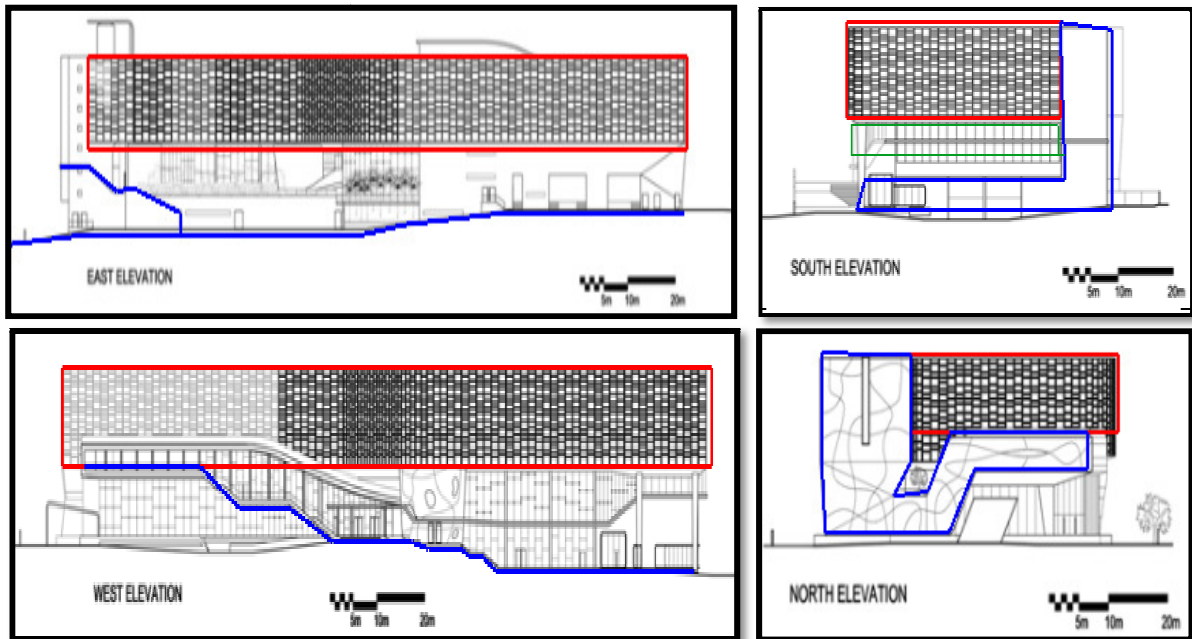 EAST ELEVATION
5m 10m 20m
SOUTH ELEVATION
5m 10m 20m
WEST ELEVATION
5m 10m 20m
NORTH ELEVATION
5m 10m 20m